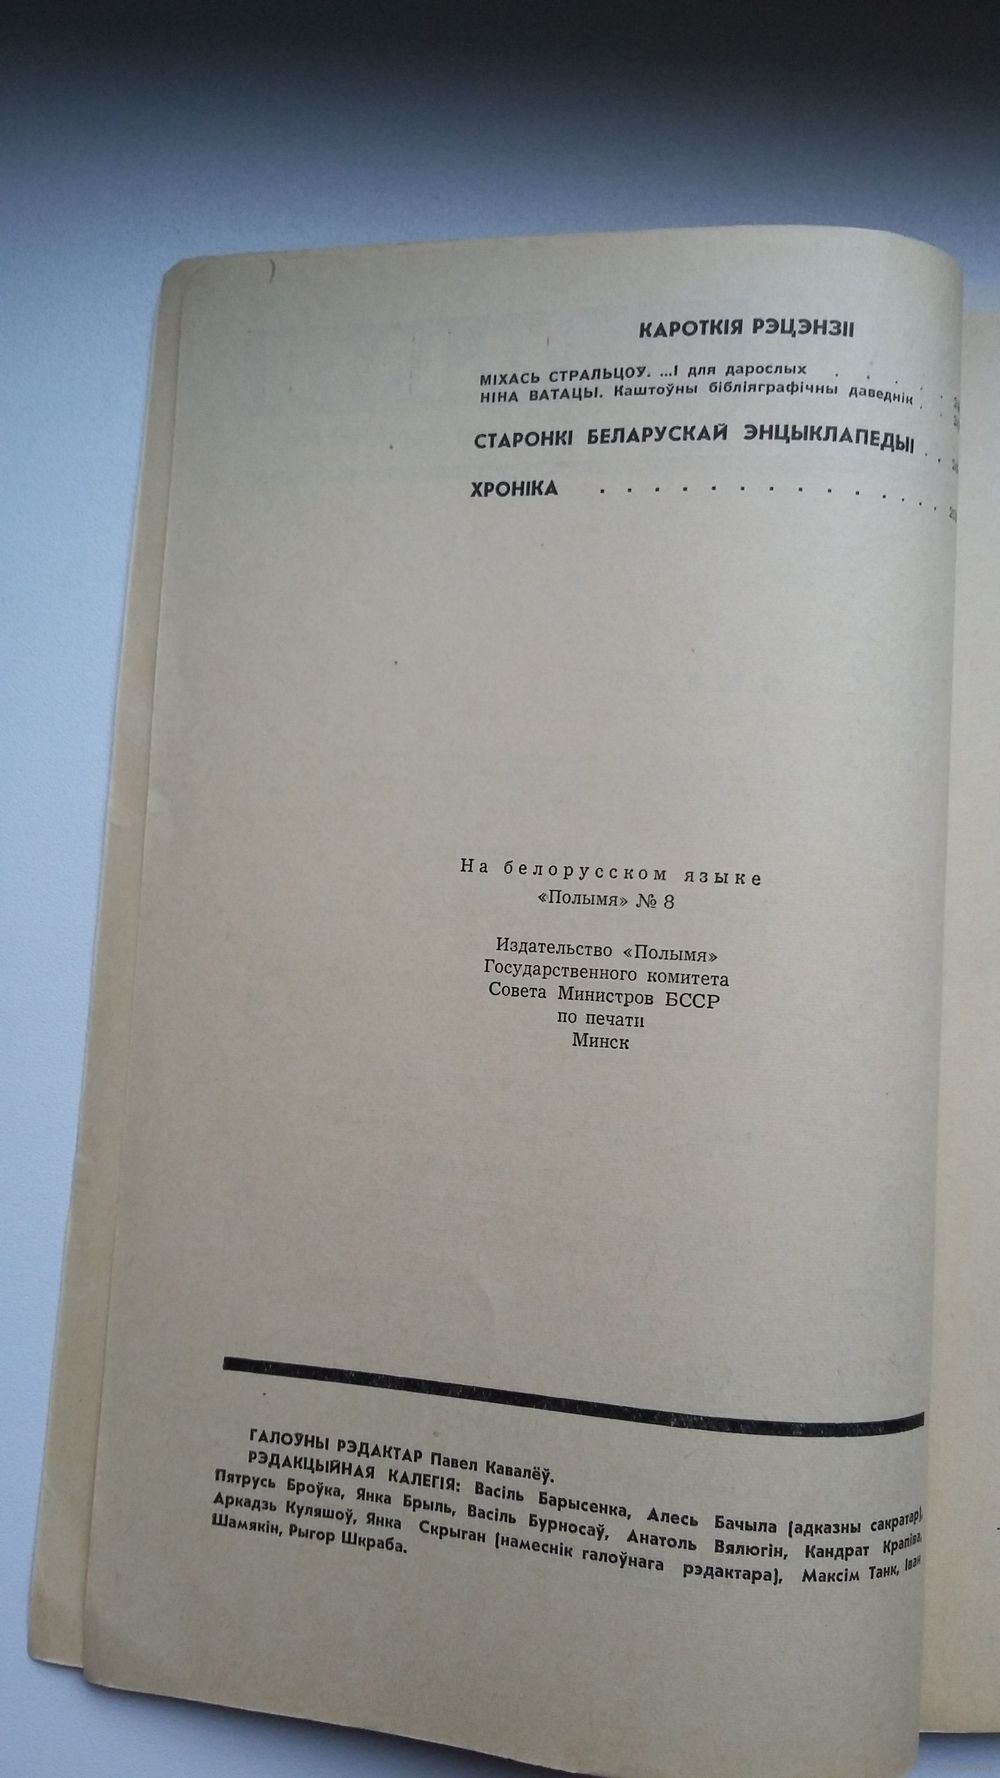 КАРОТКІЯ РЭЦЭНЗІІ
МІХАСЬ СТРАЛЬЦОЎ. ...І для дарослых . . . .
НІНА ВАТАЦЫ. Каштоўны бібліяграфічны даведнік . . .
СТАРОНКІ БЕЛАРУСКАЙ ЭНЦЫКЛАПЕДЫІ . . .
ХРОНІКА . . . . . . . . . . . . . . .
На белорусском языке
«Полымя» № 8
Издательство «Полымя»
Государственного комитета
Совета Министров БССР
по печати
Минск
ГАЛОЎНЫ РЭДАКТАР Павел Кавалёў.
РЭДАКЦЫЙНАЯ КАЛЕГІЯ: Васіль Барысенка, Алесь Бачыла (адказны сакратар),
Пятрусь Броўка, Янка Брыль, Васіль Бурносаў, Анатоль Вялюгін, Кандрат Крапіва,
Аркадзь Куляшоў, Янка Скрыган (намеснік галоўнага рэдактара), Максім Танк, Іван
Шамякін, Рыгор Шкраба.